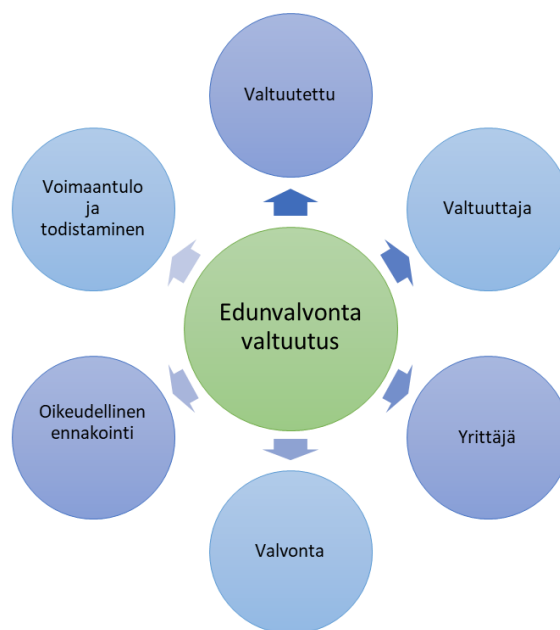 Valtuutettu
Voimaantulo
ja
todistaminen
Valtuuttaja
Edunvalvonta
valtuutus
Oikeudellinen
ennakointi
Yrittäjä
Valvonta